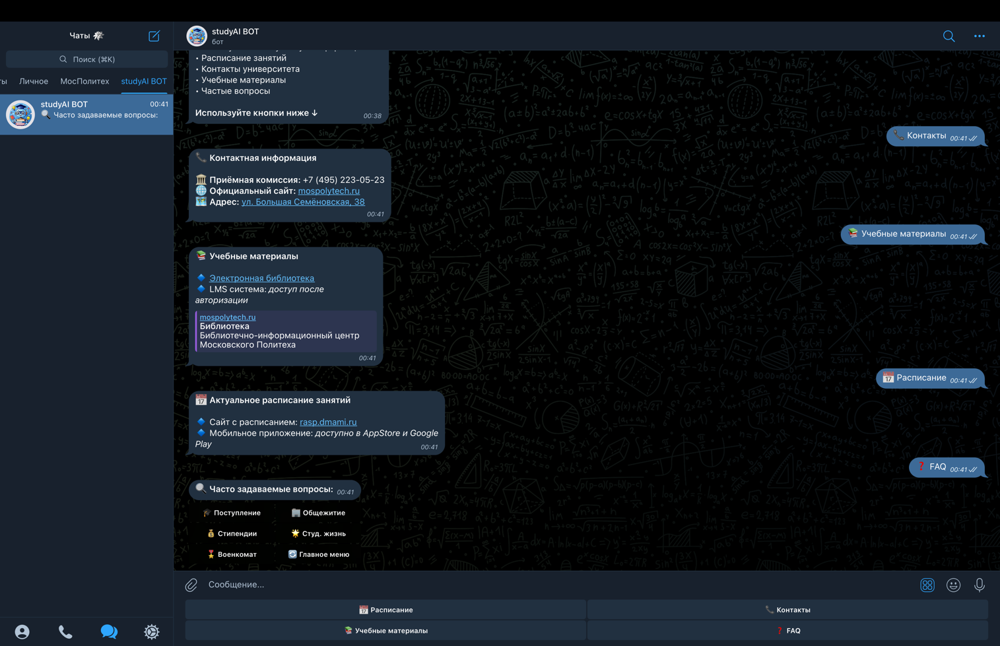 Чаты
Поиск (⌘K)
ты Личное МосПолитех studyAI BOT
studyAI BOT 00:41
Часто задаваемые вопросы:
studyAI BOT
бот
• Расписание занятий
• Контакты университета
• Учебные материалы
• Частые вопросы
Используйте кнопки ниже ↓
00:38
Контакты 00:41
Контактная информация
Приёмная комиссия: +7 (495) 223-05-23
Официальный сайт: mospolytech.ru
Адрес: ул. Большая Семёновская, 38
00:41
Учебные материалы 00:41
Учебные материалы
Электронная библиотека
LMS система: доступ после
авторизации
mospolytech.ru
Библиотека
Библиотечно-информационный центр
Московского Политеха
00:41
Расписание 00:41
Актуальное расписание занятий
Сайт с расписанием: rasp.dmami.ru
Мобильное приложение: доступно в AppStore и Google
Play
00:41
❓ FAQ 00:41
Часто задаваемые вопросы: 00:41
Поступление Общежитие
Стипендии Студ. жизнь
Военкомат Главное меню
Сообщение...
Расписание Контакты
Учебные материалы ❓ FAQ